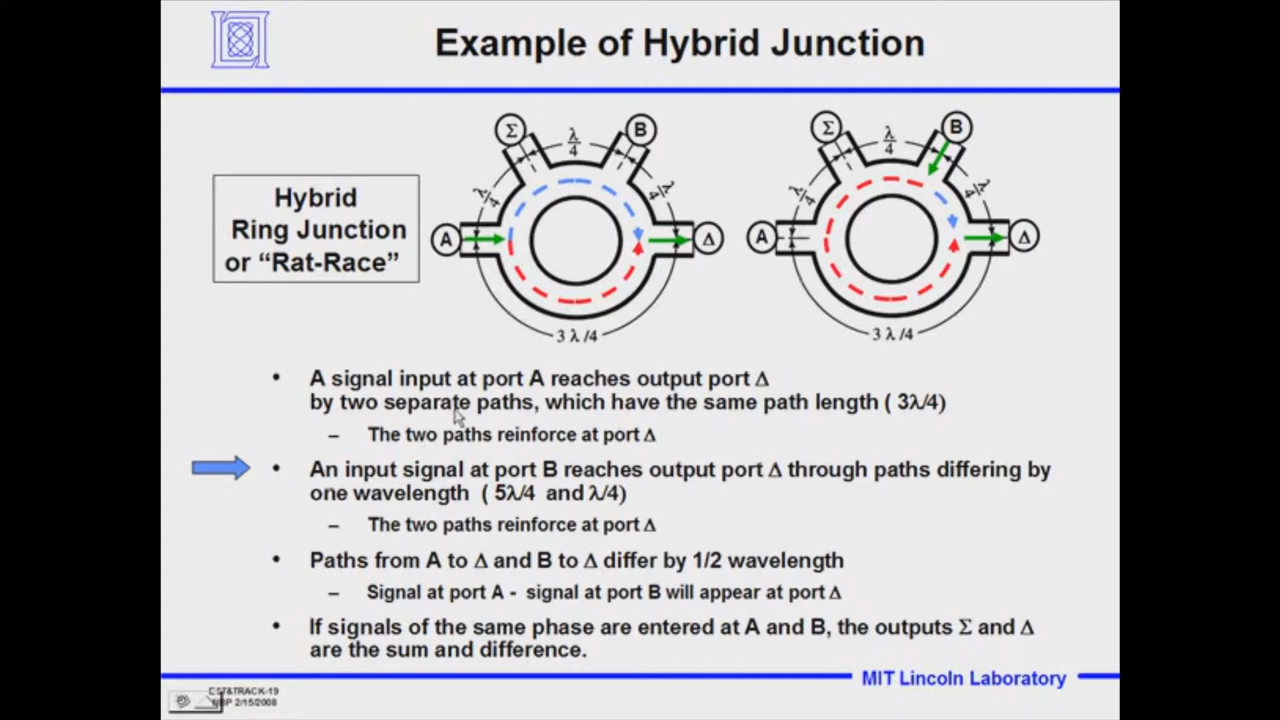 Example of Hybrid Junction
Hybrid
Ring Junction
or "Rat-Race"
Σ
B
A
Δ
λ/4
λ/4
λ/4
3 λ/4
Σ
B
A
Δ
λ/4
λ/4
λ/4
3 λ/4
• A signal input at port A reaches output port Δ
by two separate paths, which have the same path length ( 3λ/4)
– The two paths reinforce at port Δ
• An input signal at port B reaches output port Δ through paths differing by
one wavelength ( 5λ/4 and λ/4)
– The two paths reinforce at port Δ
• Paths from A to Δ and B to Δ differ by 1/2 wavelength
– Signal at port A - signal at port B will appear at port Δ
• If signals of the same phase are entered at A and B, the outputs Σ and Δ
are the sum and difference.
MIT Lincoln Laboratory
2/15/2008